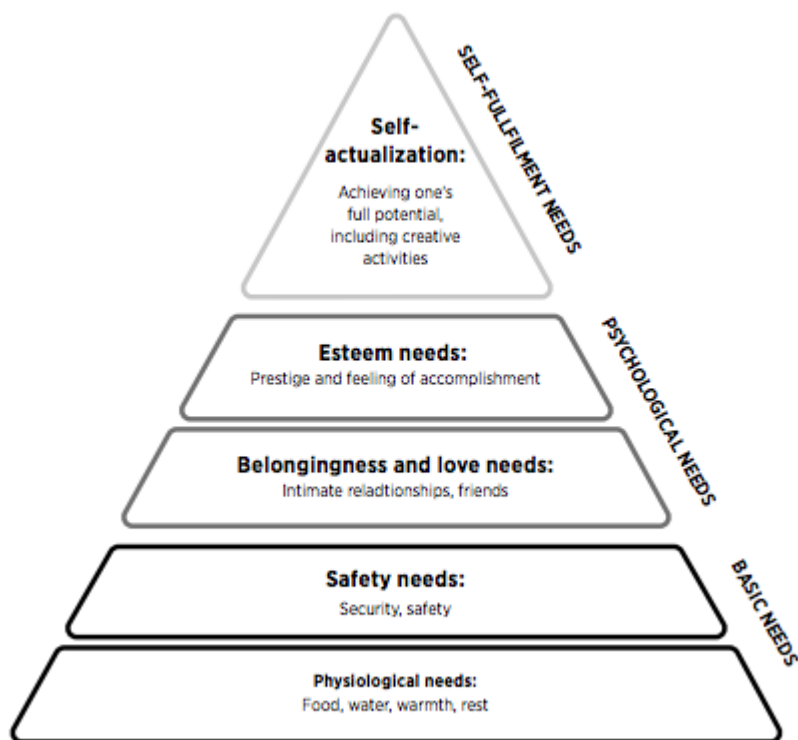 SELF-FULLFILMENT NEEDS
Self-
actualization:
Achieving one's
full potential,
including creative
activities
PSYCHOLOGICAL NEEDS
Esteem needs:
Prestige and feeling of accomplishment
Belongingness and love needs:
Intimate reladtionships, friends
BASIC NEEDS
Safety needs:
Security, safety
Physiological needs:
Food, water, warmth, rest